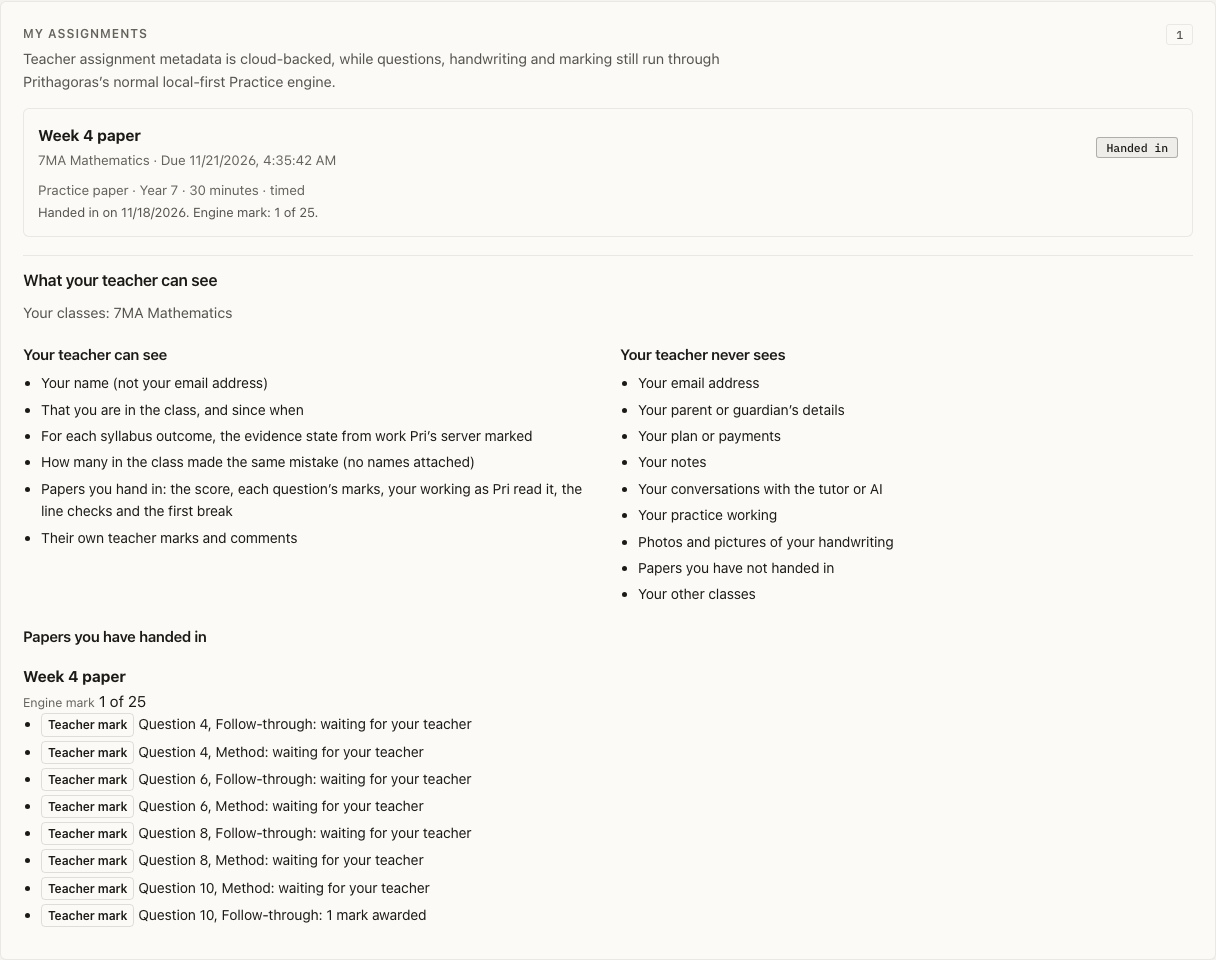 MY ASSIGNMENTS
1
Teacher assignment metadata is cloud-backed, while questions, handwriting and marking still run through
Prithagoras’s normal local-first Practice engine.
Week 4 paper
7MA Mathematics · Due 11/21/2026, 4:35:42 AM
Handed in
Practice paper · Year 7 · 30 minutes · timed
Handed in on 11/18/2026. Engine mark: 1 of 25.
What your teacher can see
Your classes: 7MA Mathematics
Your teacher can see
• Your name (not your email address)
• That you are in the class, and since when
• For each syllabus outcome, the evidence state from work Pri’s server marked
• How many in the class made the same mistake (no names attached)
• Papers you hand in: the score, each question’s marks, your working as Pri read it, the
line checks and the first break
• Their own teacher marks and comments
Your teacher never sees
• Your email address
• Your parent or guardian’s details
• Your plan or payments
• Your notes
• Your conversations with the tutor or AI
• Your practice working
• Photos and pictures of your handwriting
• Papers you have not handed in
• Your other classes
Papers you have handed in
Week 4 paper
Engine mark 1 of 25
• Teacher mark Question 4, Follow-through: waiting for your teacher
• Teacher mark Question 4, Method: waiting for your teacher
• Teacher mark Question 6, Follow-through: waiting for your teacher
• Teacher mark Question 6, Method: waiting for your teacher
• Teacher mark Question 8, Follow-through: waiting for your teacher
• Teacher mark Question 8, Method: waiting for your teacher
• Teacher mark Question 10, Method: waiting for your teacher
• Teacher mark Question 10, Follow-through: 1 mark awarded